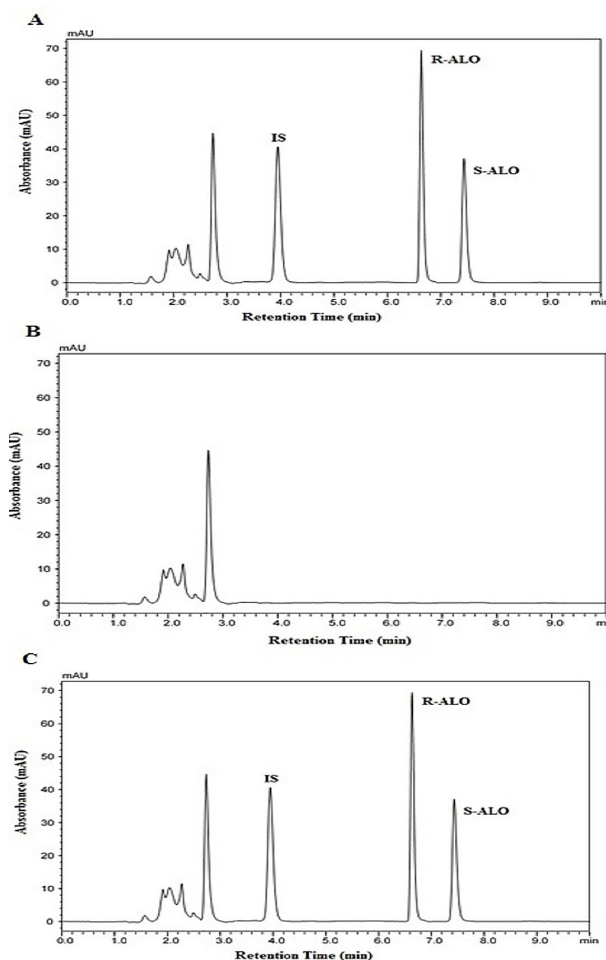 A
mAU
70
60
50
40
30
20
10
0
Absorbance (mAU)
IS
R-ALO
S-ALO
0.0 1.0 2.0 3.0 4.0 5.0 6.0 7.0 8.0 9.0 min
Retention Time (min)
B
mAU
70
60
50
40
30
20
10
0
Absorbance (mAU)
0.0 1.0 2.0 3.0 4.0 5.0 6.0 7.0 8.0 9.0 m
Retention Time (min)
C
mAU
70
60
50
40
30
20
10
0
Absorbance (mAU)
IS
R-ALO
S-ALO
0.0 1.0 2.0 3.0 4.0 5.0 6.0 7.0 8.0 9.0 min
Retention Time (min)